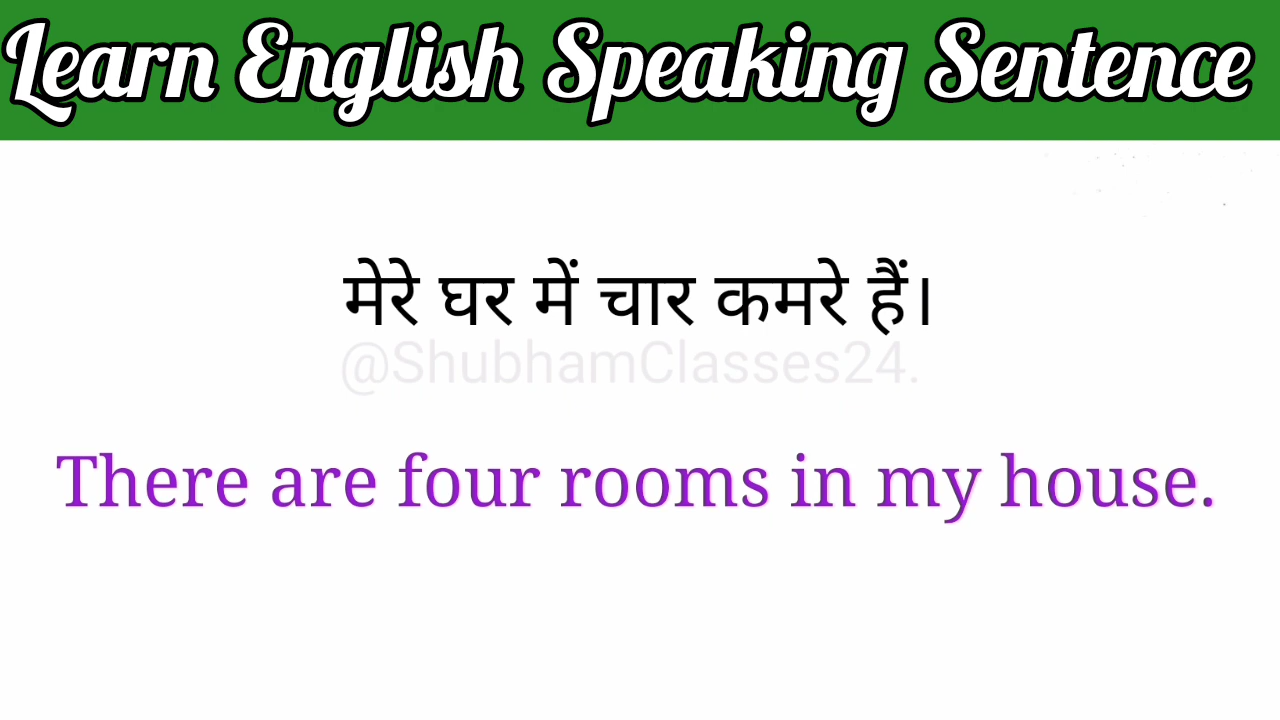 Learn English Speaking Sentence
मेरे घर में चार कमरे हैं।
@ShubhamClasses24.
There are four rooms in my house.